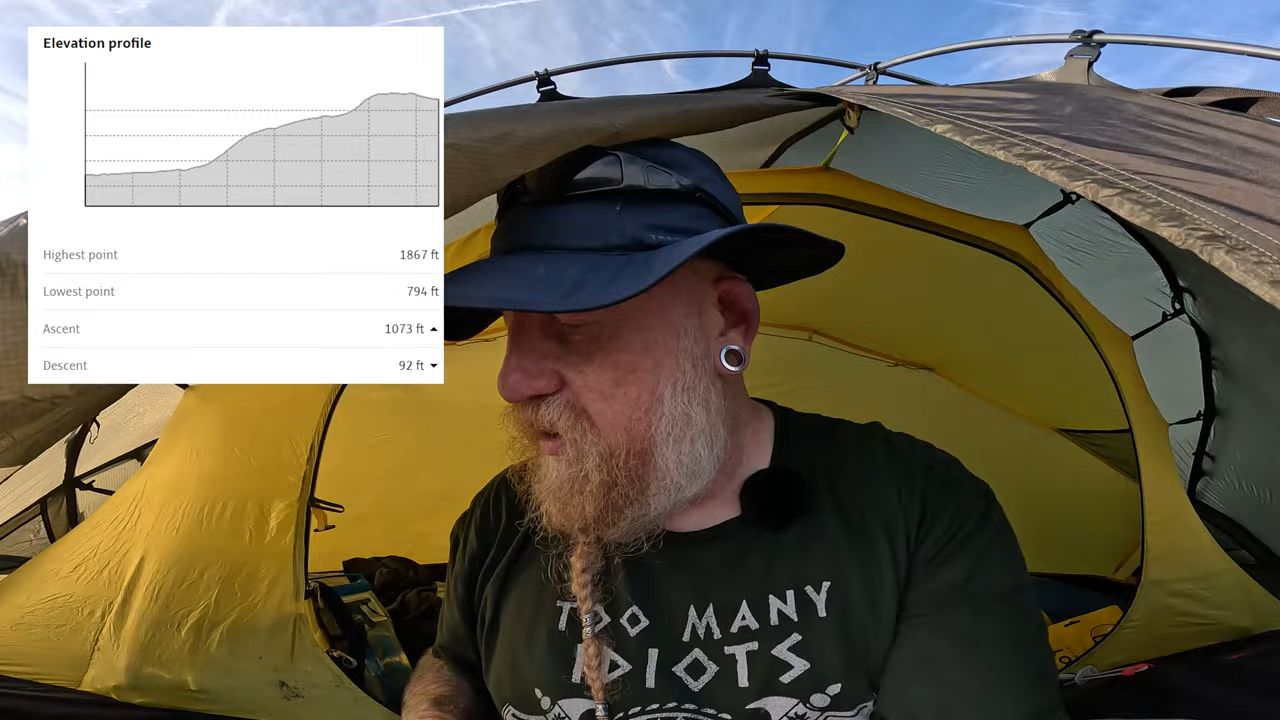 Elevation profile
Highest point 1867 ft
Lowest point 794 ft
Ascent 1073 ft
Descent 92 ft
TOO MANY
IDIOTS